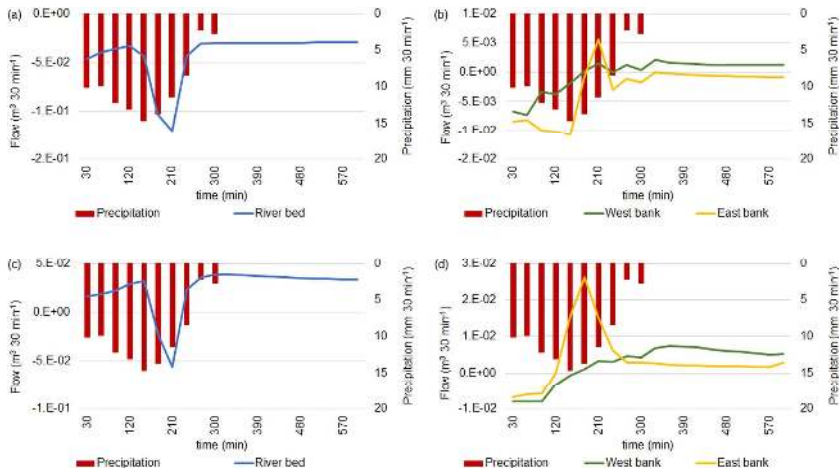 (a)
0.E+00
-5.E-02
-1.E-01
-2.E-01
Flow (m³ 30 min⁻¹)
0
5
10
15
20
Precipitation (mm 30 min⁻¹)
30
120
210
300
390
480
570
time (min)
Precipitation
River bed
(b)
1.E-02
5.E-03
0.E+00
-5.E-03
-1.E-02
-2.E-02
Flow (m³ 30 min⁻¹)
0
5
10
15
20
Precipitation (mm 30 min⁻¹)
30
120
210
300
390
480
570
time (min)
Precipitation
West bank
East bank
(c)
5.E-02
0.E+00
-5.E-02
-1.E-01
Flow (m³ 30 min⁻¹)
0
5
10
15
20
Precipitation (mm 30 min⁻¹)
30
120
210
300
390
480
570
time (min)
Precipitation
River bed
(d)
3.E-02
2.E-02
1.E-02
0.E+00
-1.E-02
Flow (m³ 30 min⁻¹)
0
5
10
15
20
Precipitation (mm 30 min⁻¹)
30
120
210
300
390
480
570
time (min)
Precipitation
West bank
East bank